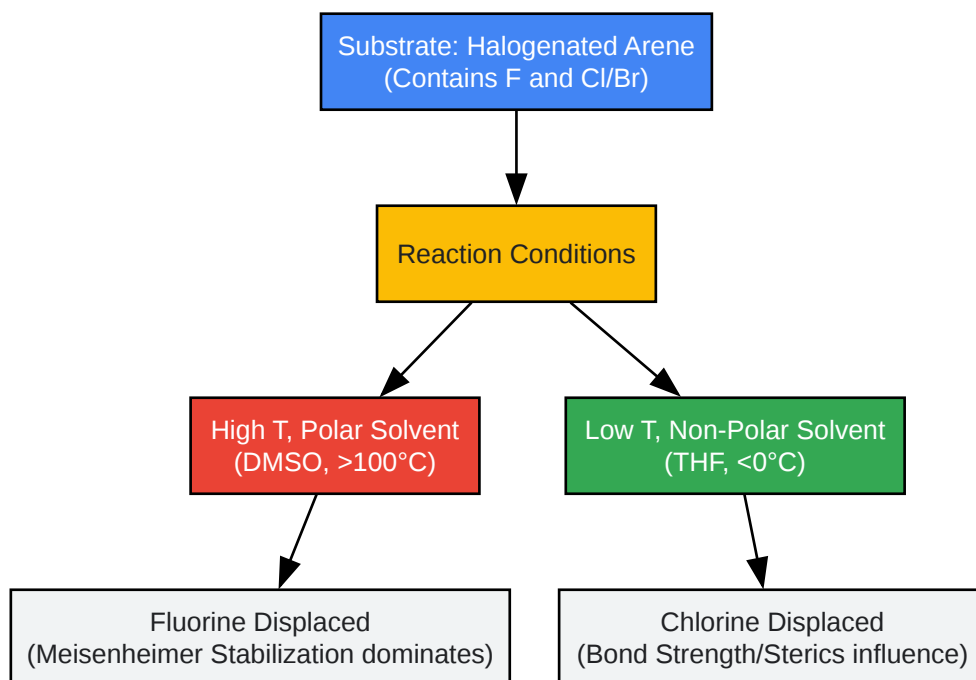 Substrate: Halogenated Arene
(Contains F and Cl/Br)
Reaction Conditions
High T, Polar Solvent
(DMSO, >100°C)
Low T, Non-Polar Solvent
(THF, <0°C)
Fluorine Displaced
(Meisenheimer Stabilization dominates)
Chlorine Displaced
(Bond Strength/Sterics influence)